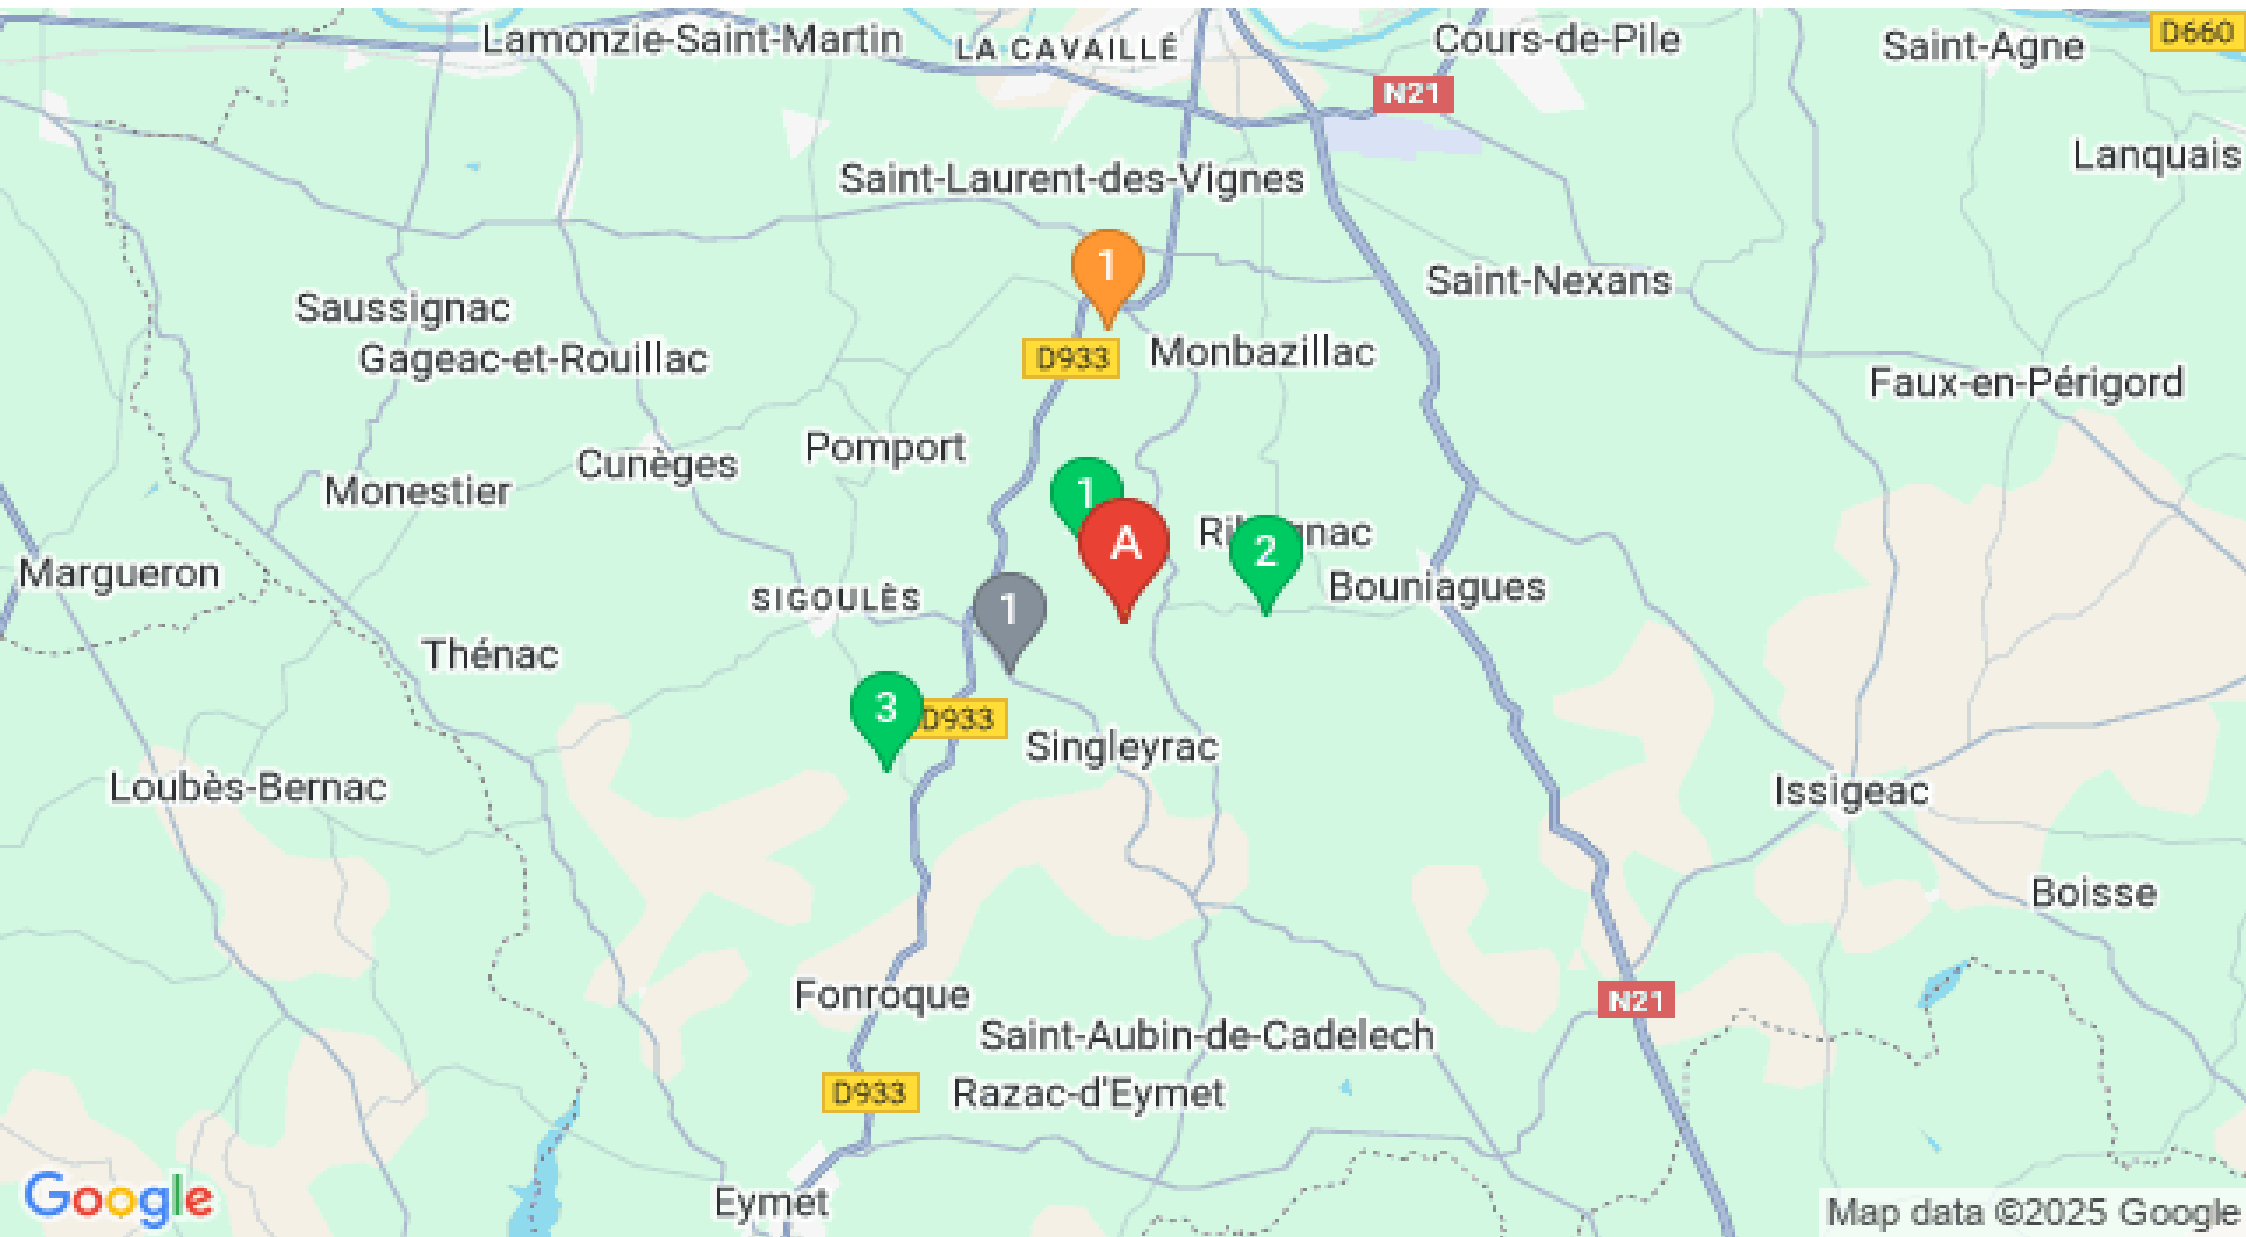 Lamonzie-Saint-Martin
LA CAVAILLÉ
Cours-de-Pile
Saint-Agne
D660
N21
Lanquais
Saint-Laurent-des-Vignes
1
Saint-Nexans
Saussignac
Gageac-et-Rouillac
D933
Monbazillac
Faux-en-Périgord
Pomport
Cunèges
Monestier
1
A
2
Bouniagues
Margueron
SIGOULÈS
1
Thénac
3
D933
Singleyrac
Loubès-Bernac
Issigeac
Boisse
Fonroque
N21
Saint-Aubin-de-Cadelech
D933
Razac-d'Eymet
Eymet
Google
Map data ©2025 Google